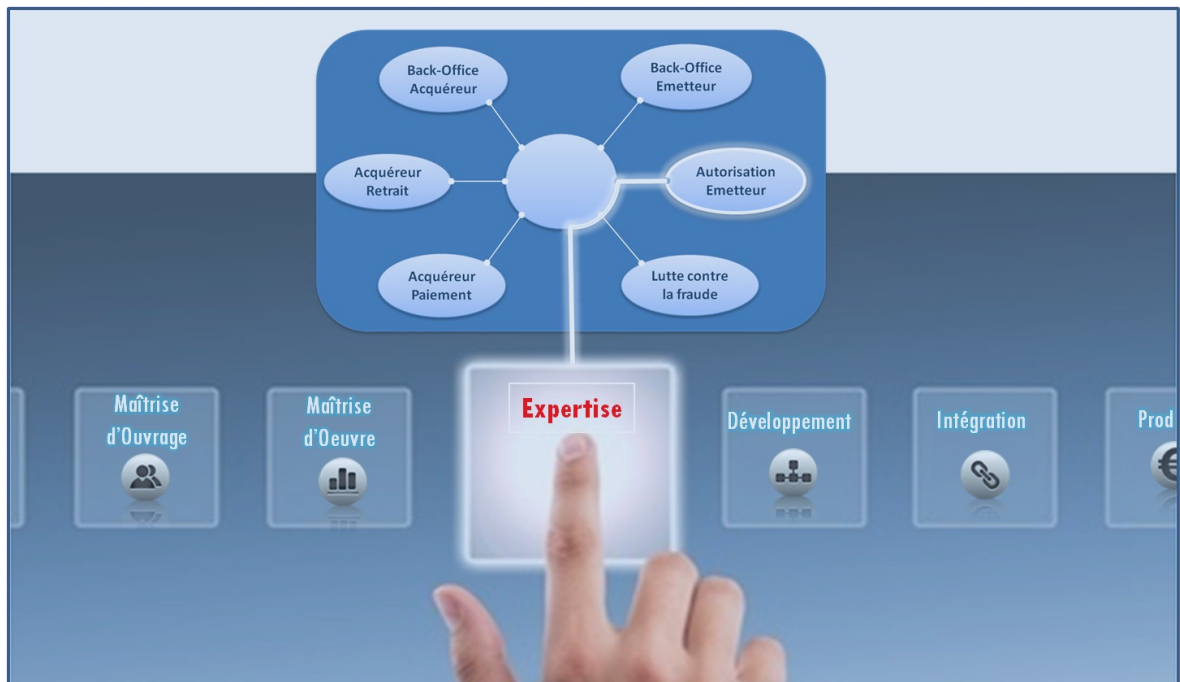 Back-Office
Acquéreur
Back-Office
Emetteur
Acquéreur
Retrait
Autorisation
Emetteur
Acquéreur
Paiement
Lutte contre
la fraude
Maîtrise
d'Ouvrage
Maîtrise
d'Oeuvre
Expertise
Développement
Intégration
Prod